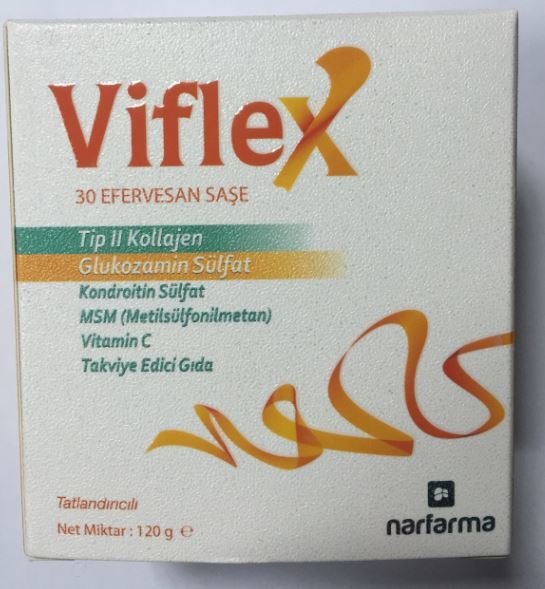 Viflex
30 EFERVESAN SAŞE
Tip II Kollajen
Glukozamin Sülfat
Kondroitin Sülfat
MSM (Metilsülfonilmetan)
Vitamin C
Takviye Edici Gıda
Tatlandırıcılı
Net Miktar : 120 g ℮
narfarma